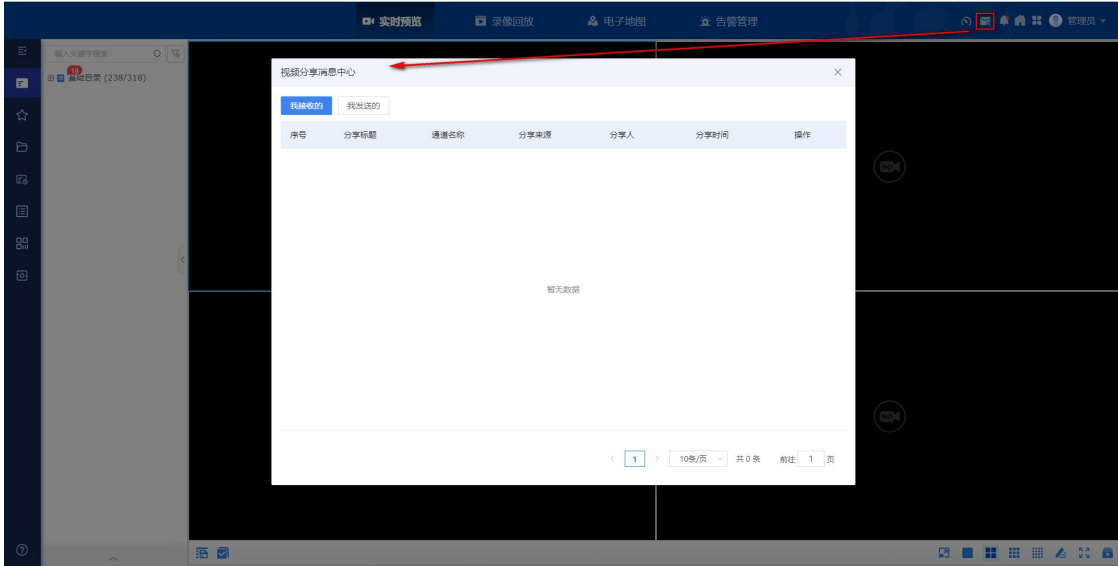 实时预览
录像回放
电子地图
告警管理
管理员
输入关键字搜索
18
基础目录 (238/318)
视频分享消息中心
我接收的
我发送的
序号
分享标题
通道名称
分享来源
分享人
分享时间
操作
暂无数据
1
10条/页
共 0 条
前往 1 页